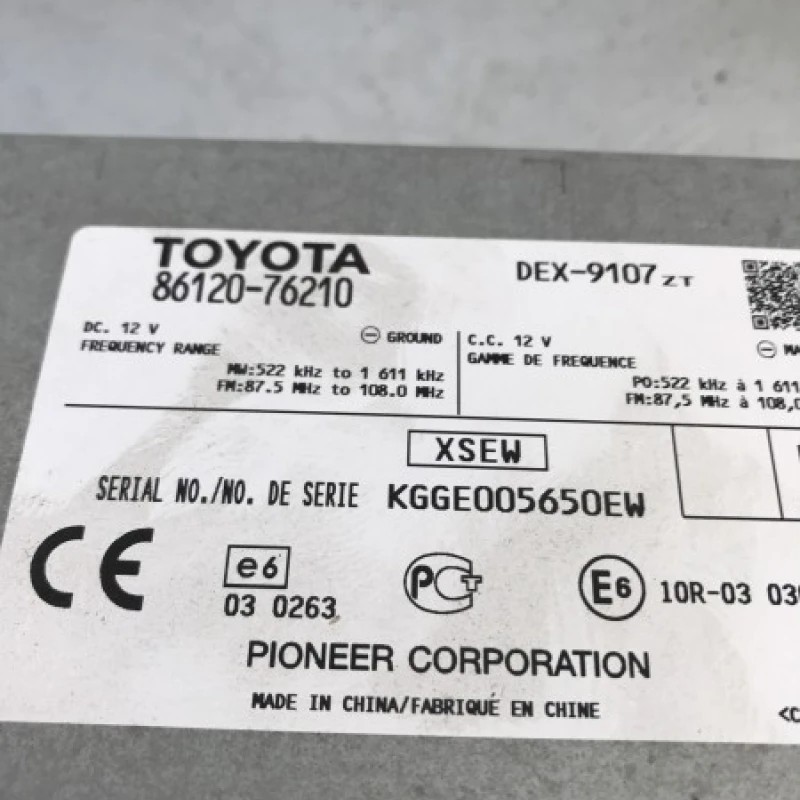 TOYOTA
86120-76210
DEX-9107 ZT
DC. 12 V
⊖ GROUND
FREQUENCY RANGE
MW:522 kHz to 1 611 kHz
FM:87.5 MHz to 108.0 MHz
C.C. 12 V
GAMME DE FREQUENCE
PO:522 kHz à 1 611
FM:87,5 MHz à 108,0
XSEW
SERIAL NO./NO. DE SERIE KGGE005650EW
CE
e6
03 0263
PCT
E6
10R-03
PIONEER CORPORATION
MADE IN CHINA/FABRIQUÉ EN CHINE